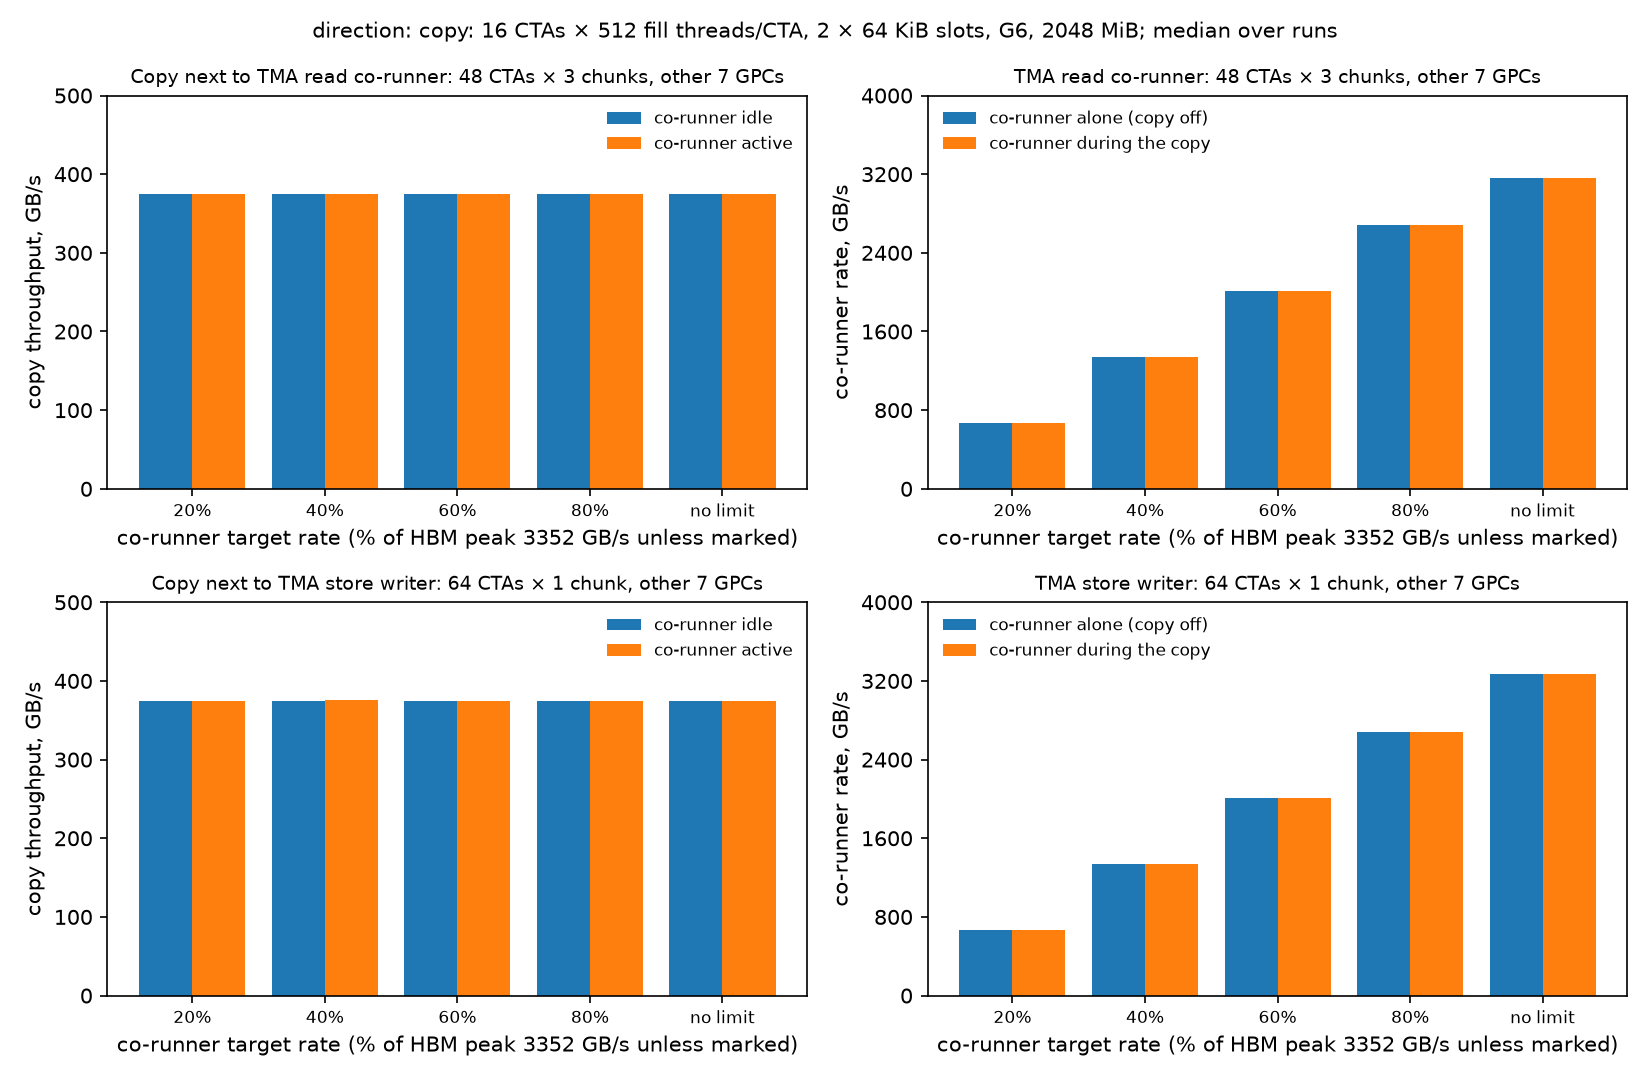 direction: copy: 16 CTAs × 512 fill threads/CTA, 2 × 64 KiB slots, G6, 2048 MiB; median over runs
Copy next to TMA read co-runner: 48 CTAs × 3 chunks, other 7 GPCs
copy throughput, GB/s
500
400
300
200
100
0
co-runner idle
co-runner active
20%
40%
60%
80%
no limit
co-runner target rate (% of HBM peak 3352 GB/s unless marked)
TMA read co-runner: 48 CTAs × 3 chunks, other 7 GPCs
co-runner rate, GB/s
4000
3200
2400
1600
800
0
co-runner alone (copy off)
co-runner during the copy
20%
40%
60%
80%
no limit
co-runner target rate (% of HBM peak 3352 GB/s unless marked)
Copy next to TMA store writer: 64 CTAs × 1 chunk, other 7 GPCs
copy throughput, GB/s
500
400
300
200
100
0
co-runner idle
co-runner active
20%
40%
60%
80%
no limit
co-runner target rate (% of HBM peak 3352 GB/s unless marked)
TMA store writer: 64 CTAs × 1 chunk, other 7 GPCs
co-runner rate, GB/s
4000
3200
2400
1600
800
0
co-runner alone (copy off)
co-runner during the copy
20%
40%
60%
80%
no limit
co-runner target rate (% of HBM peak 3352 GB/s unless marked)